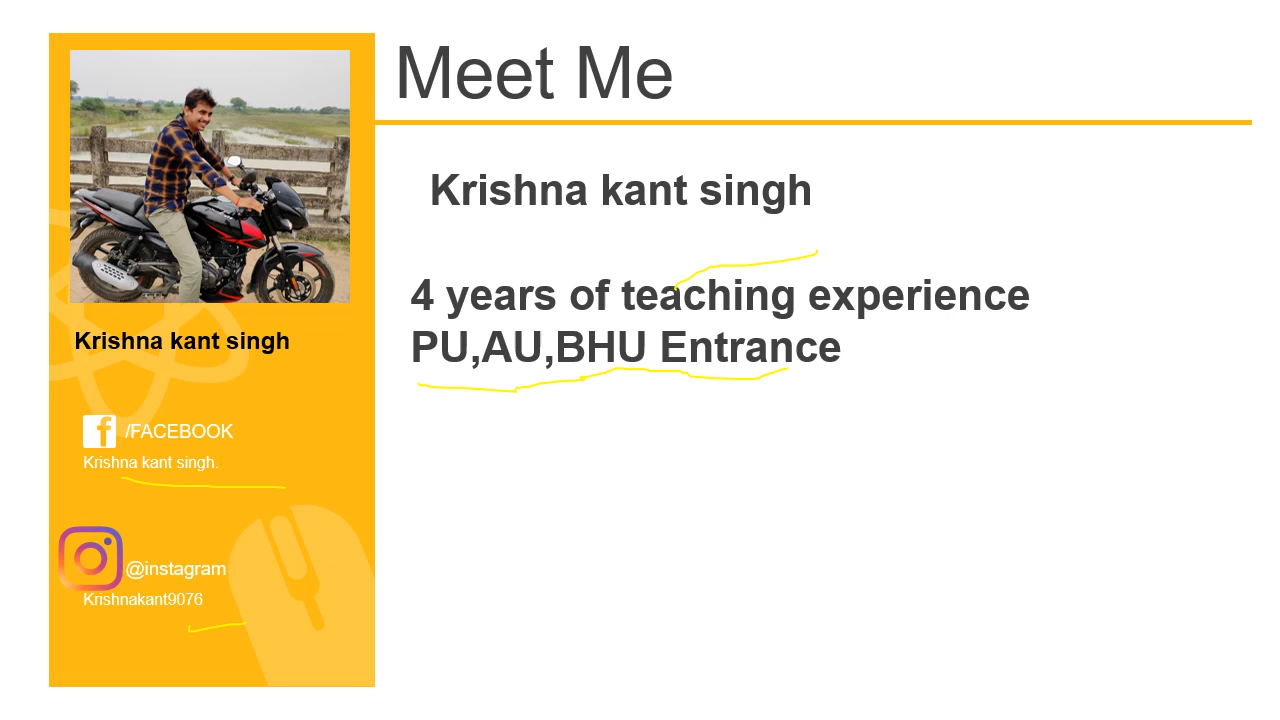 Meet Me
Krishna kant singh
4 years of teaching experience
PU,AU,BHU Entrance
Krishna kant singh
/FACEBOOK
Krishna kant singh.
@instagram
Krishnakant9076